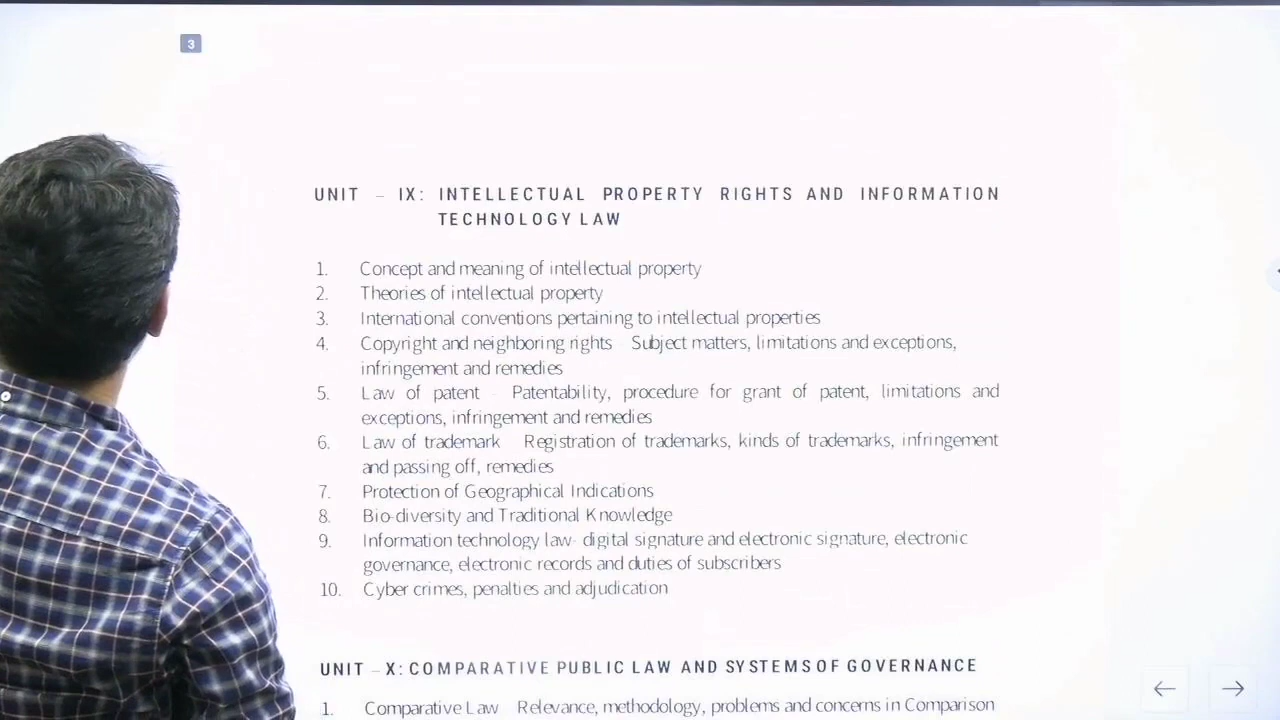 3
UNIT – IX: INTELLECTUAL PROPERTY RIGHTS AND INFORMATION
TECHNOLOGY LAW
1. Concept and meaning of intellectual property
2. Theories of intellectual property
3. International conventions pertaining to intellectual properties
4. Copyright and neighboring rights - Subject matters, limitations and exceptions,
infringement and remedies
5. Law of patent - Patentability, procedure for grant of patent, limitations and
exceptions, infringement and remedies
6. Law of trademark Registration of trademarks, kinds of trademarks, infringement
and passing off, remedies
7. Protection of Geographical Indications
8. Bio-diversity and Traditional Knowledge
9. Information technology law- digital signature and electronic signature, electronic
governance, electronic records and duties of subscribers
10. Cyber crimes, penalties and adjudication
UNIT – X: COMPARATIVE PUBLIC LAW AND SYSTEMS OF GOVERNANCE
1. Comparative Law Relevance, methodology, problems and concerns in Comparison